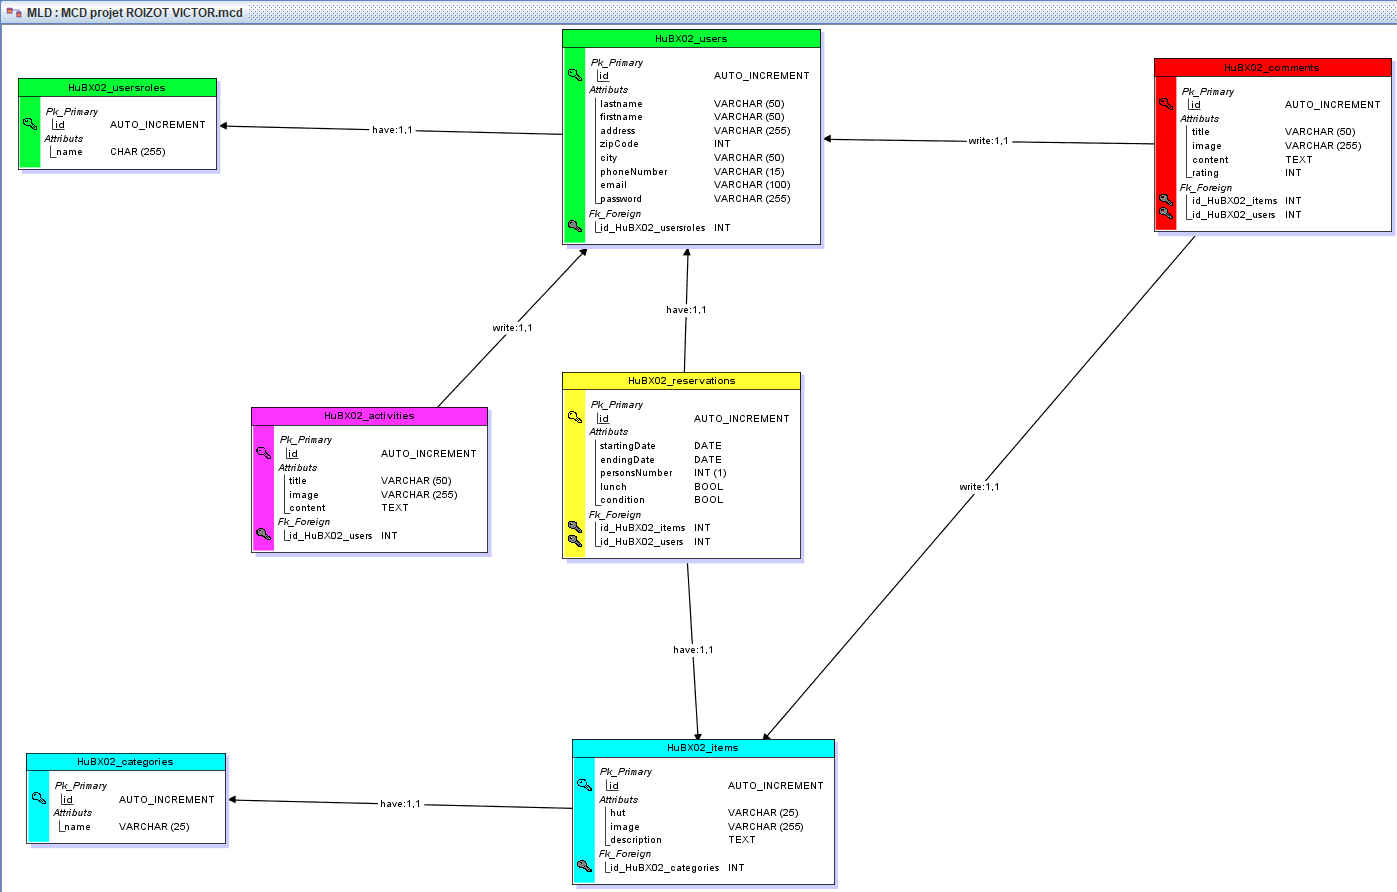 MLD : MCD projet ROIZOT VICTOR.mcd
HuBX02_usersroles
Pk_Primary
id AUTO_INCREMENT
Attributs
name CHAR (255)
have:1,1
HuBX02_users
Pk_Primary
id AUTO_INCREMENT
Attributs
lastname VARCHAR (50)
firstname VARCHAR (50)
address VARCHAR (255)
zipCode INT
city VARCHAR (50)
phoneNumber VARCHAR (15)
email VARCHAR (100)
password VARCHAR (255)
Fk_Foreign
id_HuBX02_usersroles INT
write:1,1
HuBX02_comments
Pk_Primary
id AUTO_INCREMENT
Attributs
title VARCHAR (50)
image VARCHAR (255)
content TEXT
rating INT
Fk_Foreign
id_HuBX02_items INT
id_HuBX02_users INT
write:1,1
have:1,1
HuBX02_activities
Pk_Primary
id AUTO_INCREMENT
Attributs
title VARCHAR (50)
image VARCHAR (255)
content TEXT
Fk_Foreign
id_HuBX02_users INT
HuBX02_reservations
Pk_Primary
id AUTO_INCREMENT
Attributs
startingDate DATE
endingDate DATE
personsNumber INT (1)
lunch BOOL
condition BOOL
Fk_Foreign
id_HuBX02_items INT
id_HuBX02_users INT
write:1,1
have:1,1
HuBX02_categories
Pk_Primary
id AUTO_INCREMENT
Attributs
name VARCHAR (25)
have:1,1
HuBX02_items
Pk_Primary
id AUTO_INCREMENT
Attributs
hut VARCHAR (25)
image VARCHAR (255)
description TEXT
Fk_Foreign
id_HuBX02_categories INT